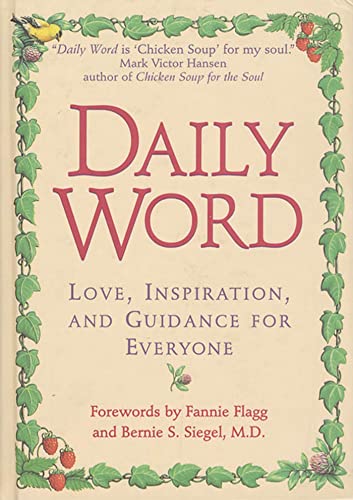 "Daily Word is 'Chicken Soup' for my soul."
Mark Victor Hansen
author of Chicken Soup for the Soul
DAILY
WORD
LOVE, INSPIRATION,
AND GUIDANCE FOR
EVERYONE
Forewords by Fannie Flagg
and Bernie S. Siegel, M.D.